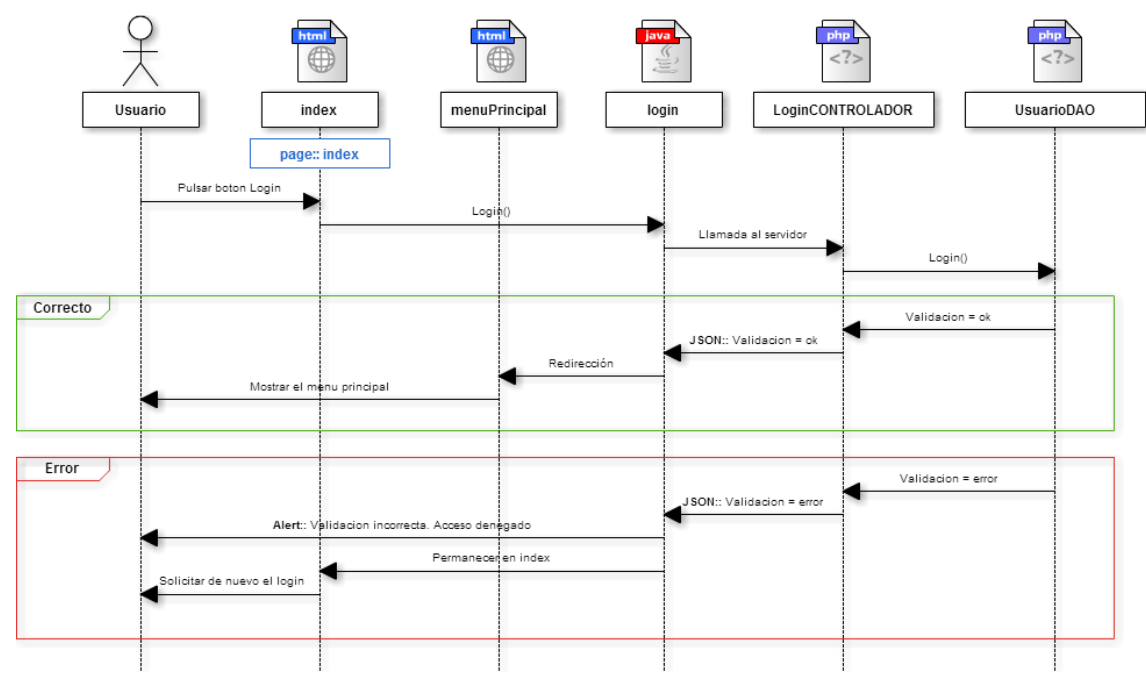 html
html
java
php
php
<?>
<?>
Usuario
index
menuPrincipal
login
LoginCONTROLADOR
UsuarioDAO
page:: index
Pulsar boton Login
Login()
Llamada al servidor
Login()
Correcto
Validacion = ok
JSON:: Validacion = ok
Redirección
Mostrar el menu principal
Error
Validacion = error
JSON:: Validacion = error
Alert:: Validacion incorrecta. Acceso denegado
Permanecer en index
Solicitar de nuevo el login